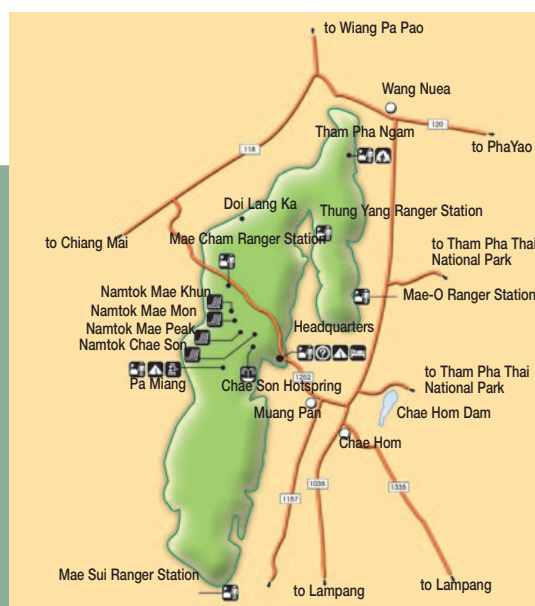 to Wiang Pa Pao
Wang Nuea
120
Tham Pha Ngam
to PhaYao
118
Doi Lang Ka
Thung Yang Ranger Station
to Chiang Mai
Mae Cham Ranger Station
to Tham Pha Thai
National Park
Namtok Mae Khun
Mae-O Ranger Station
Namtok Mae Mon
Namtok Mae Peak
Headquarters
Namtok Chae Son
to Tham Pha Thai
National Park
Pa Miang
Chae Son Hotspring
1252
Muang Pan
Chae Hom Dam
Chae Hom
1035
1335
1157
Mae Sui Ranger Station
to Lampang
to Lampang